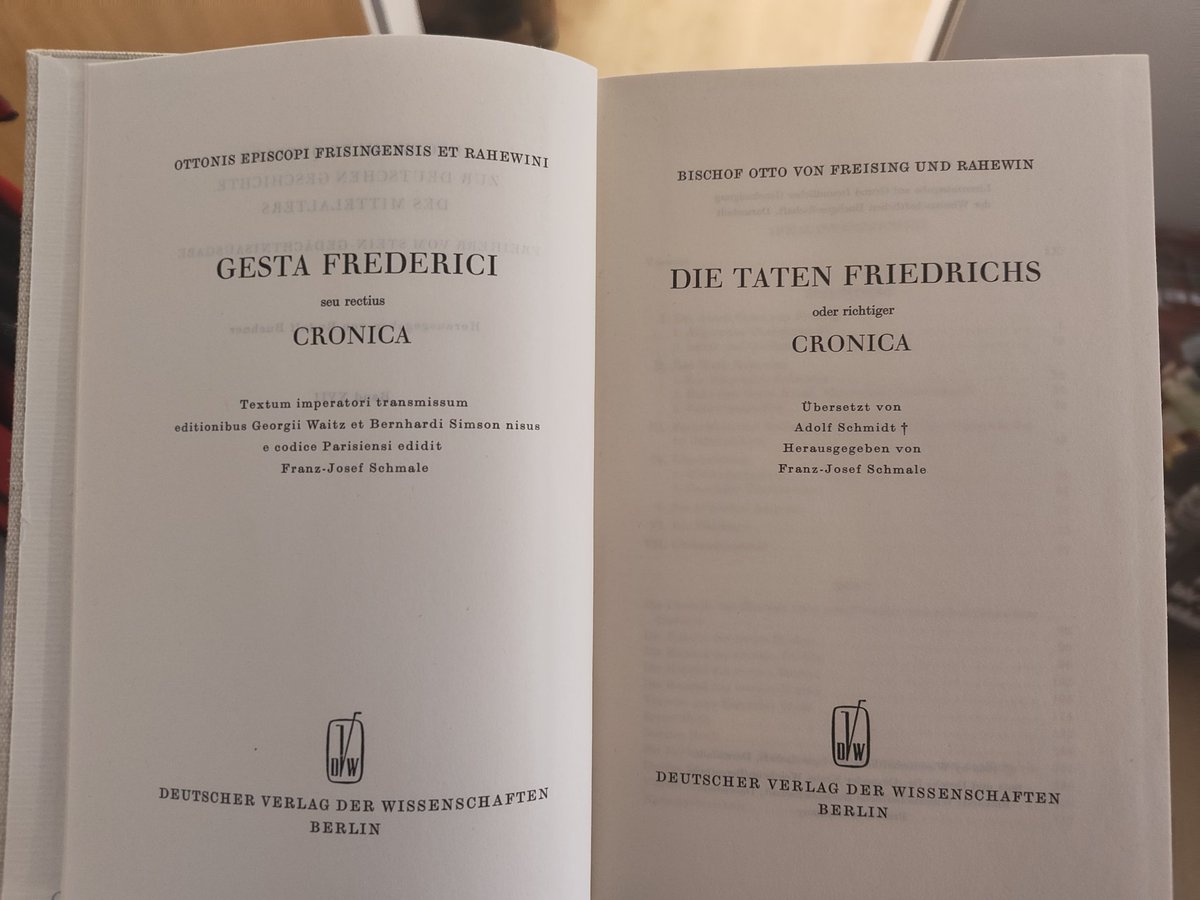 OTTONIS EPISCOPI FRISINGENSIS ET RAHEWINI
GESTA FREDERICI
seu rectius
CRONICA
Textum imperatori transmissum
editionibus Georgii Waitz et Bernhardi Simson nisus
e codice Parisiensi edidit
Franz-Josef Schmale
DVW
DEUTSCHER VERLAG DER WISSENSCHAFTEN
BERLIN
BISCHOF OTTO VON FREISING UND RAHEWIN
DIE TATEN FRIEDRICHS
oder richtiger
CRONICA
Übersetzt von
Adolf Schmidt †
Herausgegeben von
Franz-Josef Schmale
DVW
DEUTSCHER VERLAG DER WISSENSCHAFTEN
BERLIN